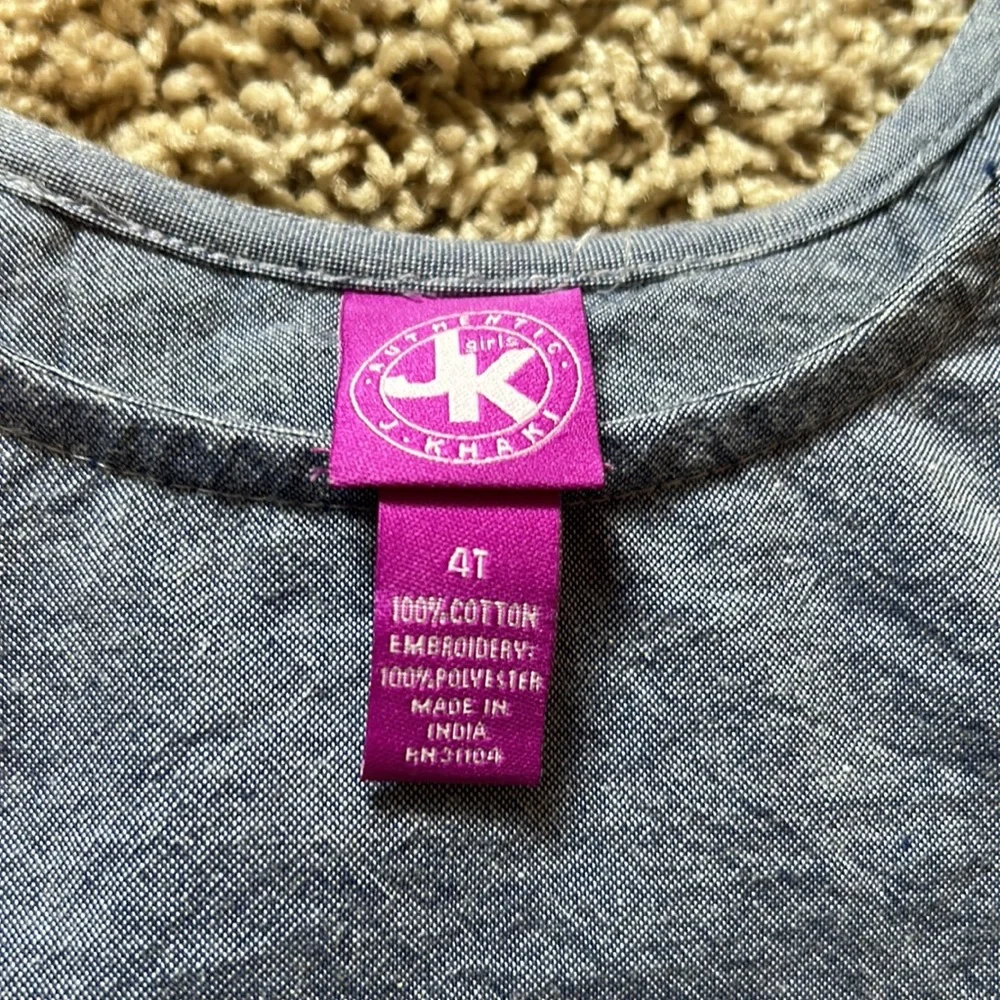 · AUTHENTIC ·
girls
JK
J. KHAKI
4T
100% COTTON
EMBROIDERY:
100% POLYESTER
MADE IN
INDIA
RN 31104